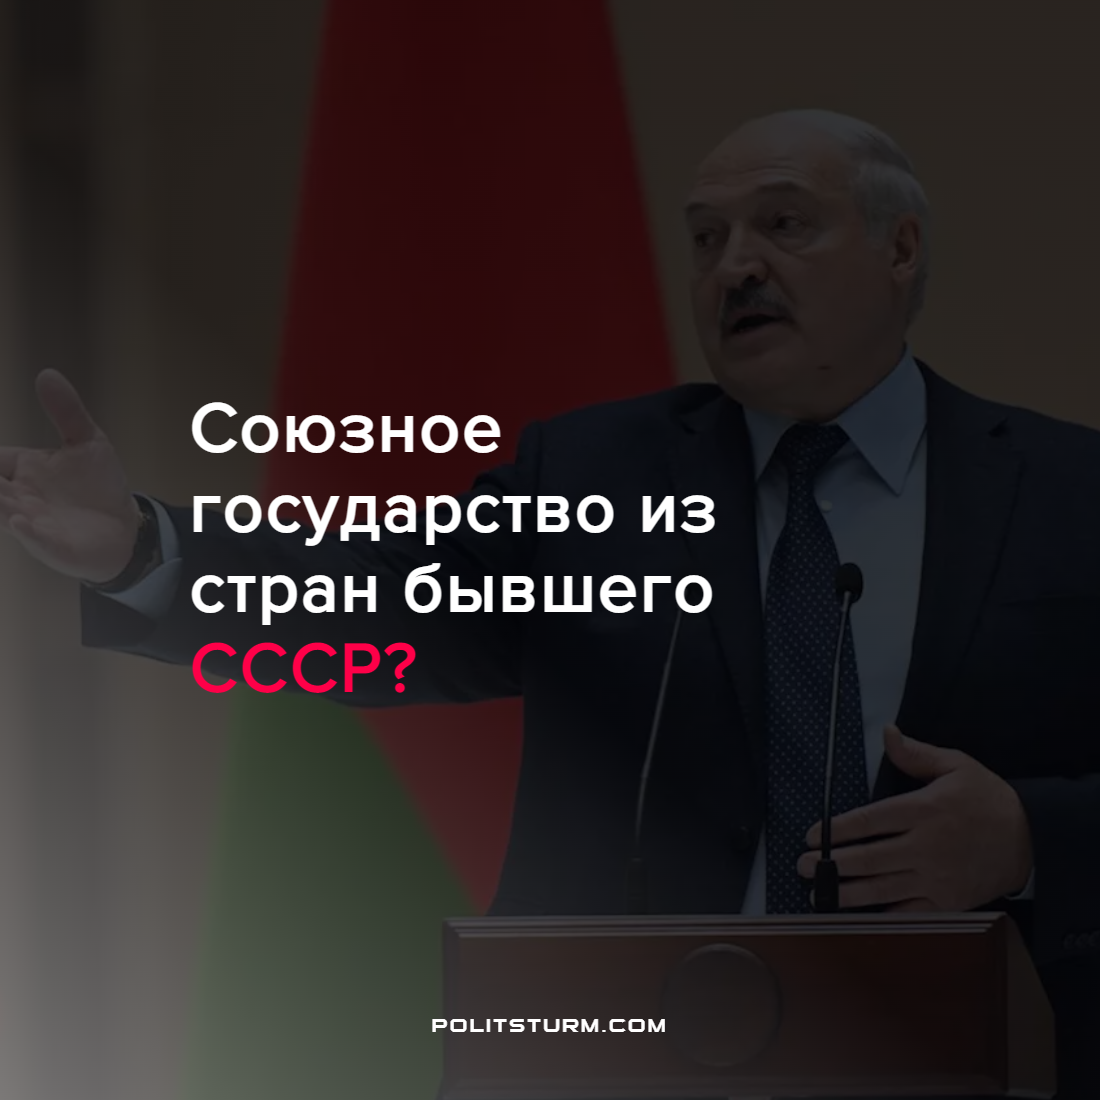 Союзное
государство из
стран бывшего
СССР?
POLITSTURM.COM